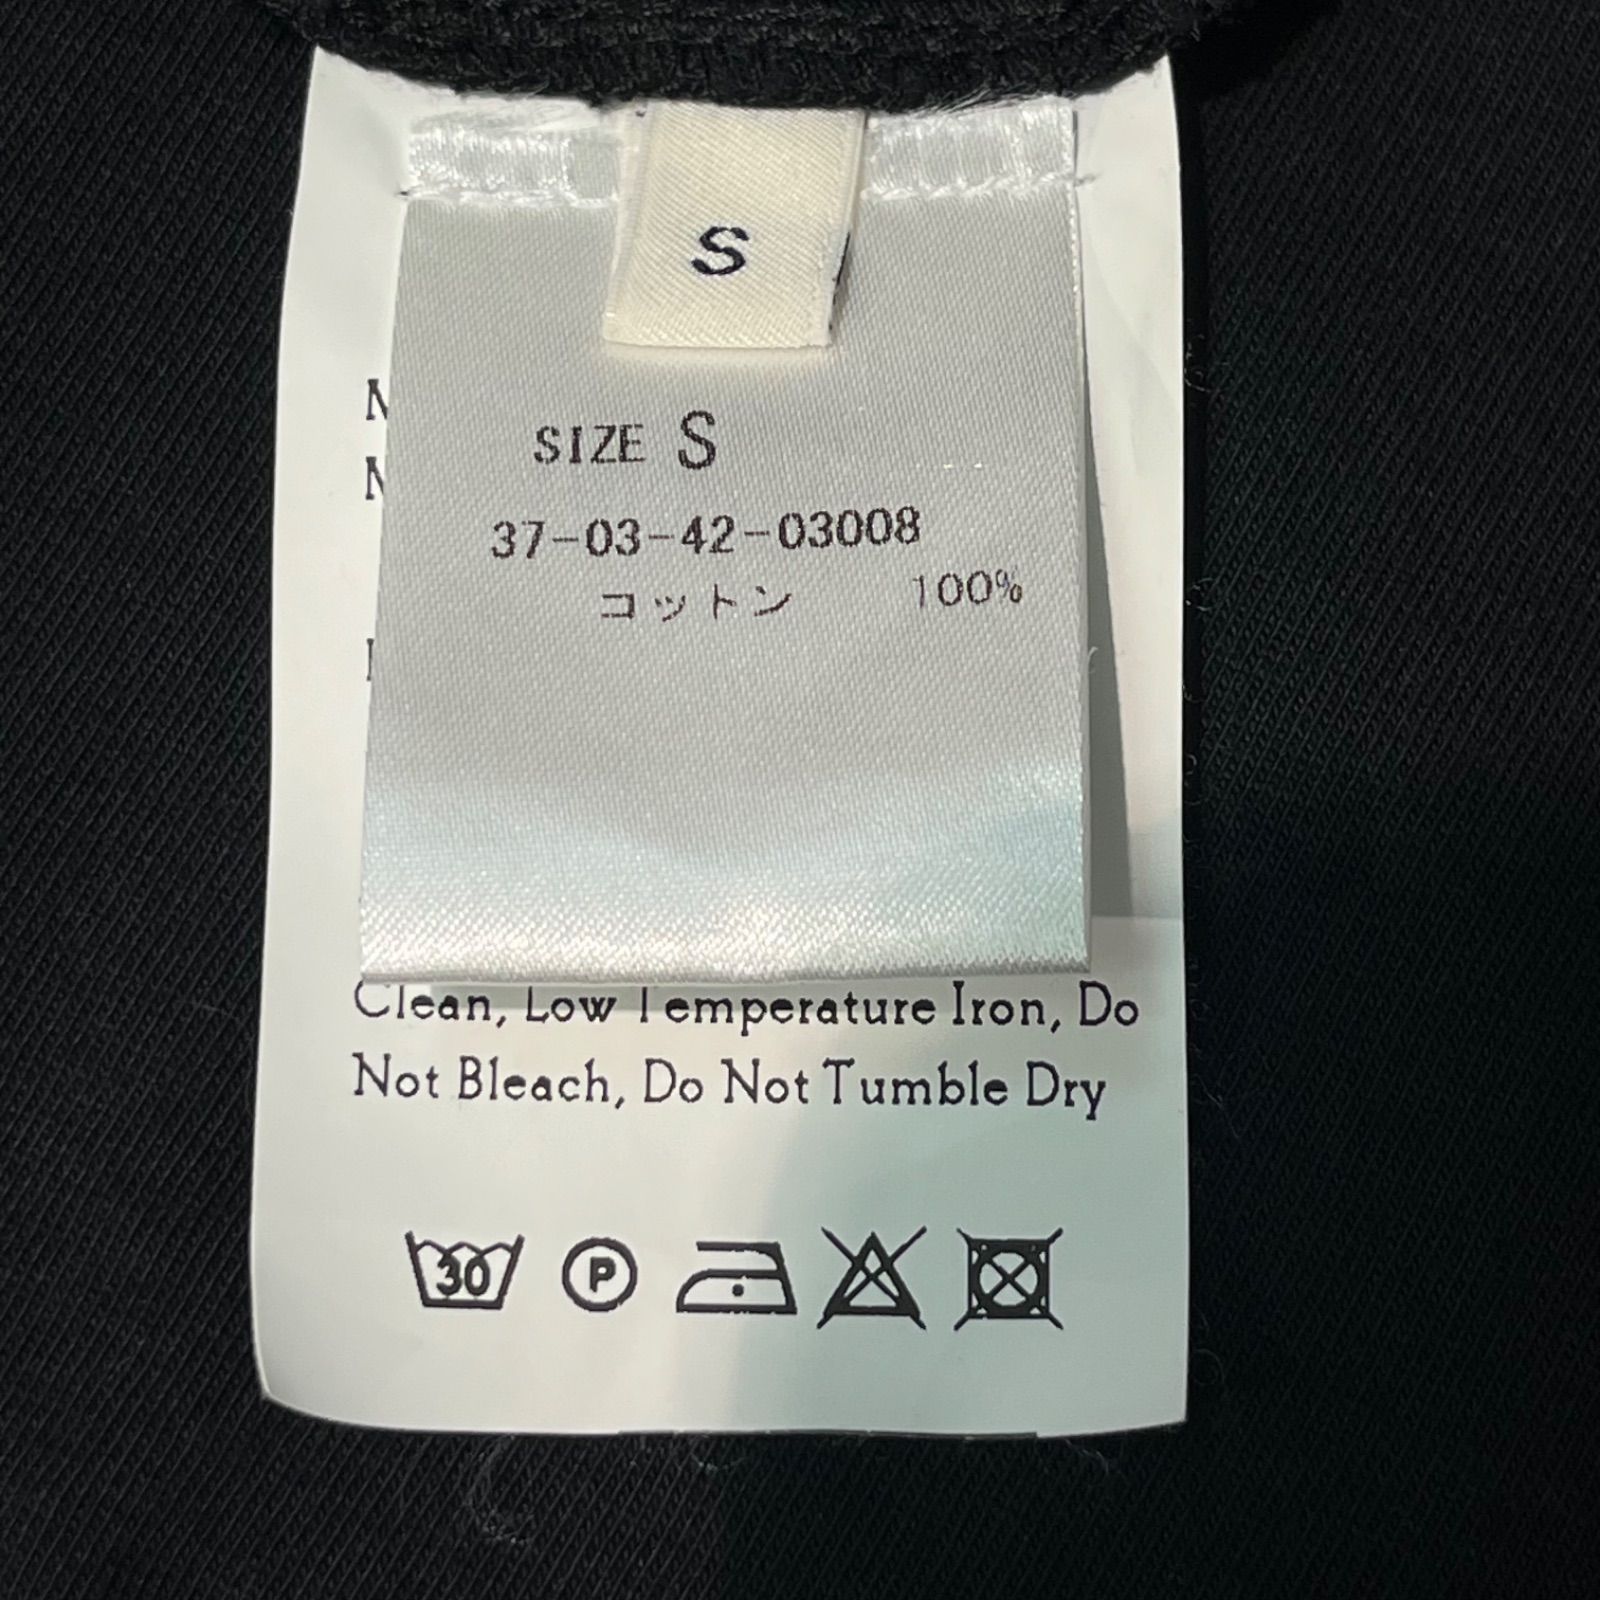 S
SIZE S
37-03-42-03008
コットン 100%
Clean, Low Temperature Iron, Do
Not Bleach, Do Not Tumble Dry
30 P